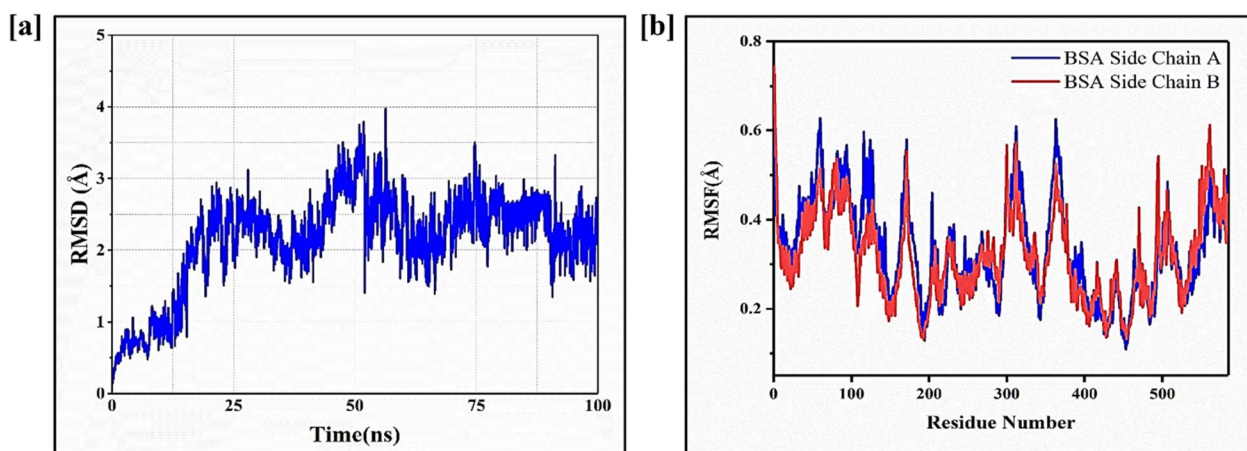 [a]
5
4
3
2
1
0
RMSD (Å)
0 25 50 75 100
Time(ns)
[b]
0.8
0.6
0.4
0.2
RMSF(Å)
BSA Side Chain A
BSA Side Chain B
0 100 200 300 400 500
Residue Number